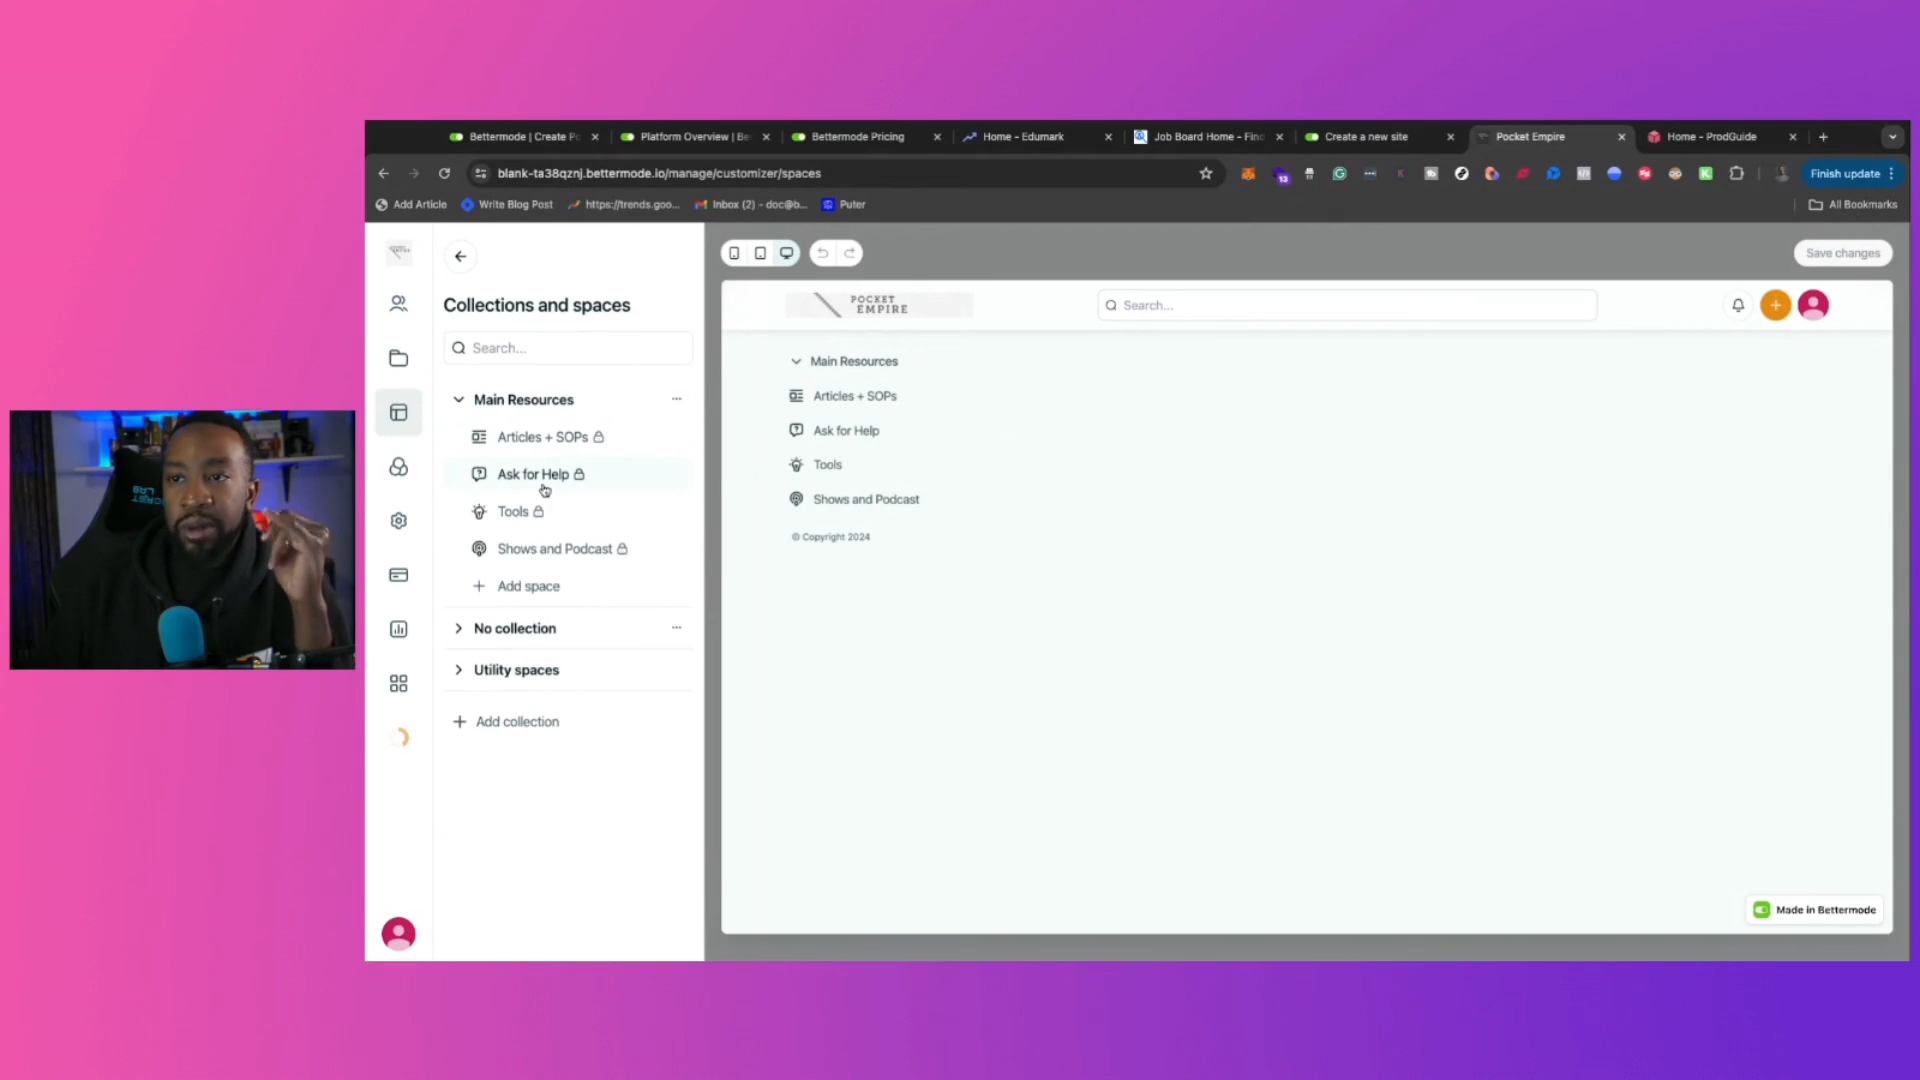 Bettermode | Create Po
Platform Overview | Be
Bettermode Pricing
Home - Edumark
Job Board Home - Find
Create a new site
Pocket Empire
Home - ProdGuide
blank-ta38qznj.bettermode.io/manage/customizer/spaces
13
Finish update
Add Article
Write Blog Post
https://trends.goo...
Inbox (2) - doc@b...
Puter
All Bookmarks
Save changes
Collections and spaces
Search...
Main Resources
Articles + SOPs
Ask for Help
Tools
Shows and Podcast
Add space
No collection
Utility spaces
Add collection
POCKET
EMPIRE
Search...
Main Resources
Articles + SOPs
Ask for Help
Tools
Shows and Podcast
© Copyright 2024
Made in Bettermode